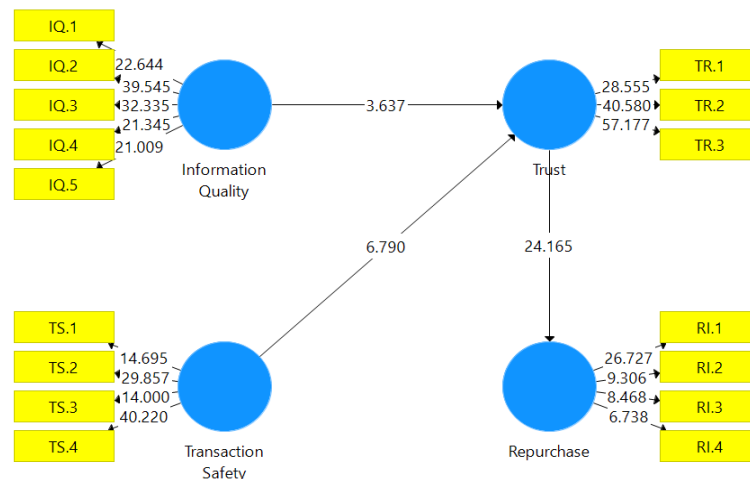 IQ.1
IQ.2
IQ.3
IQ.4
IQ.5
22.644
39.545
32.335
21.345
21.009
Information
Quality
3.637
Trust
28.555
40.580
57.177
TR.1
TR.2
TR.3
6.790
24.165
TS.1
TS.2
TS.3
TS.4
14.695
29.857
14.000
40.220
Transaction
Safety
Repurchase
26.727
9.306
8.468
6.738
RI.1
RI.2
RI.3
RI.4